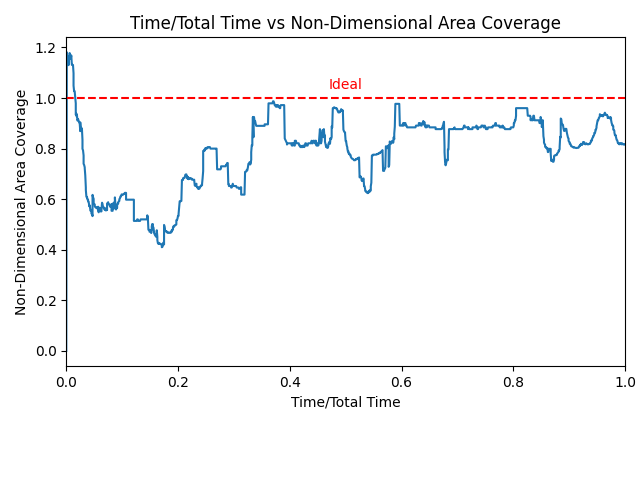 Time/Total Time vs Non-Dimensional Area Coverage
Non-Dimensional Area Coverage
1.2
1.0
0.8
0.6
0.4
0.2
0.0
Ideal
0.0 0.2 0.4 0.6 0.8 1.0
Time/Total Time